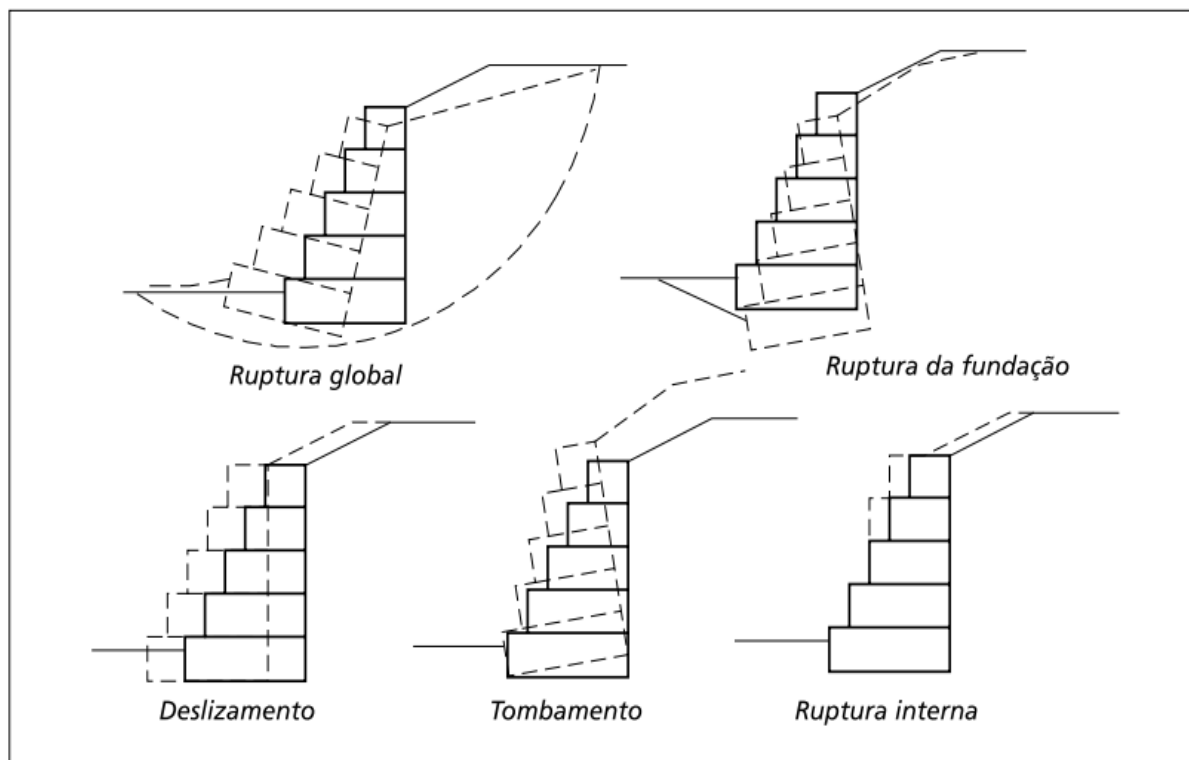 Ruptura global
Ruptura da fundação
Deslizamento
Tombamento
Ruptura interna